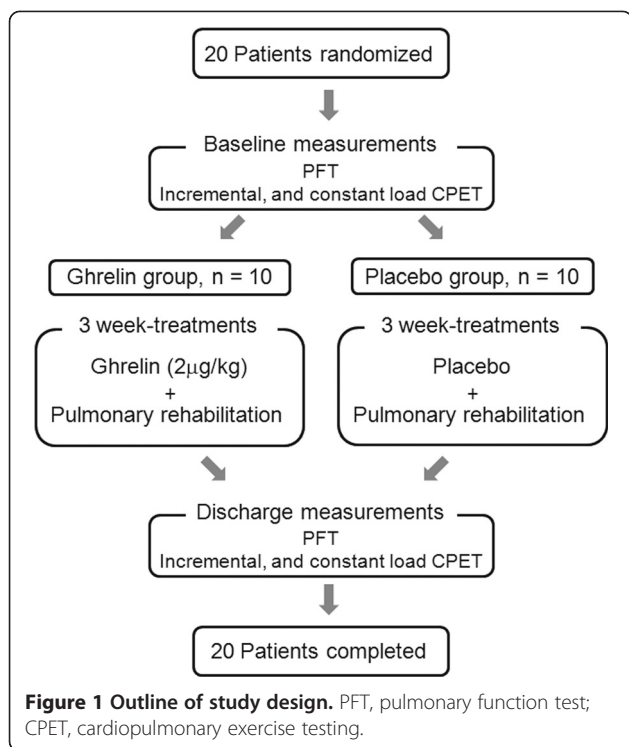 20 Patients randomized
Baseline measurements
PFT
Incremental, and constant load CPET
Ghrelin group, n = 10
Placebo group, n = 10
3 week-treatments
Ghrelin (2μg/kg)
+
Pulmonary rehabilitation
3 week-treatments
Placebo
+
Pulmonary rehabilitation
Discharge measurements
PFT
Incremental, and constant load CPET
20 Patients completed
Figure 1 Outline of study design. PFT, pulmonary function test;
CPET, cardiopulmonary exercise testing.